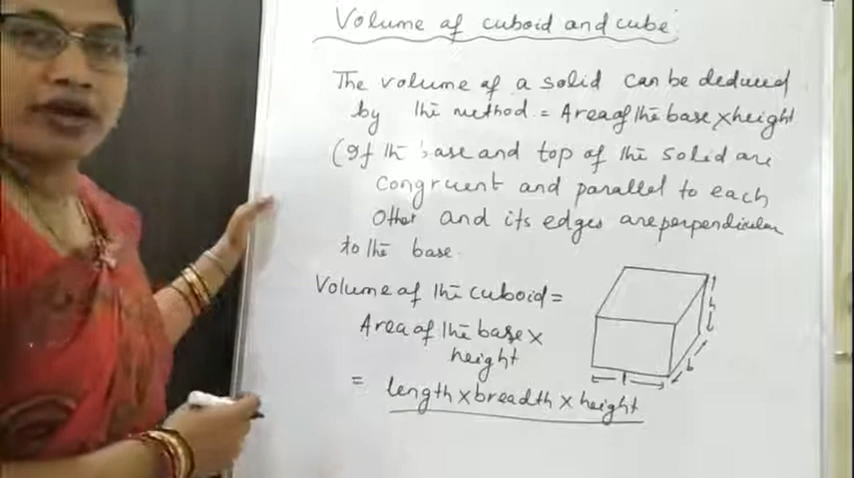 Volume of cuboid and cube
The volume of a solid can be deduced
by the method = Area of the base x height
(If the base and top of the solid are
congruent and parallel to each
other and its edges are perpendicular
to the base.
Volume of the cuboid =
Area of the base x
height
= length x breadth x height
h
l
b